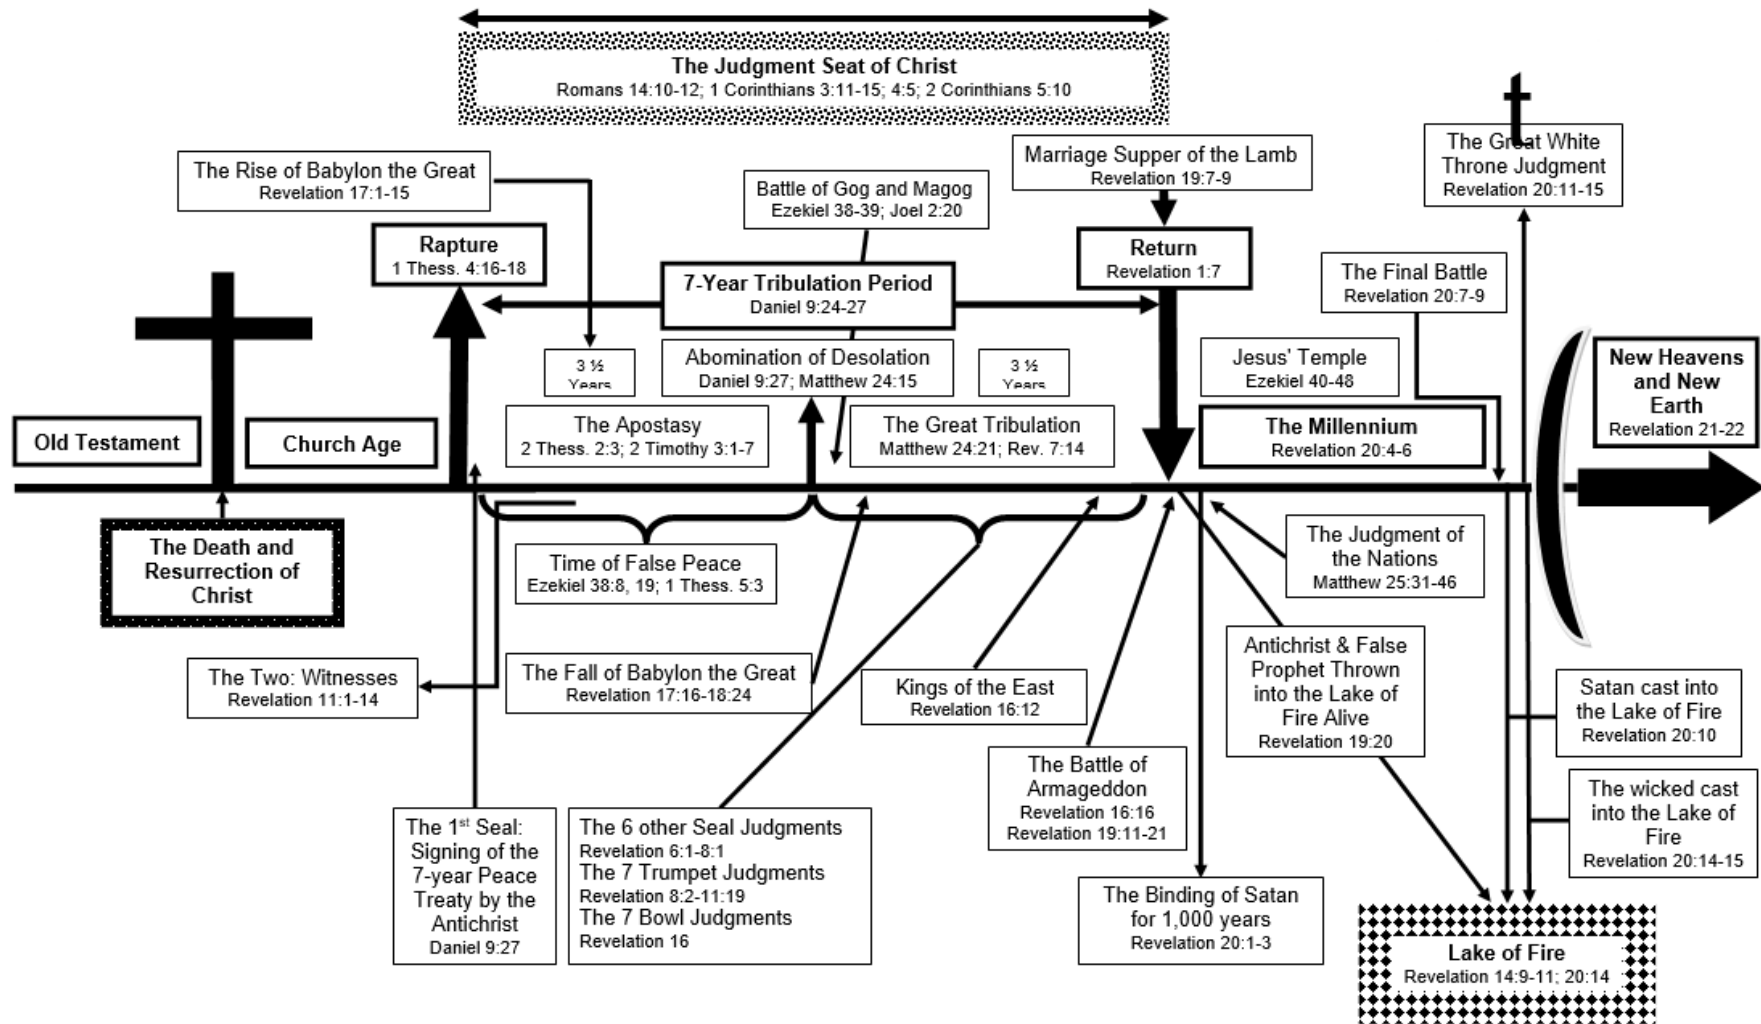 The Judgment Seat of Christ
Romans 14:10-12; 1 Corinthians 3:11-15; 4:5; 2 Corinthians 5:10
The Rise of Babylon the Great
Revelation 17:1-15
Battle of Gog and Magog
Ezekiel 38-39; Joel 2:20
Marriage Supper of the Lamb
Revelation 19:7-9
The Great White
Throne Judgment
Revelation 20:11-15
Rapture
1 Thess. 4:16-18
7-Year Tribulation Period
Daniel 9:24-27
Return
Revelation 1:7
The Final Battle
Revelation 20:7-9
3 ½
Years
Abomination of Desolation
Daniel 9:27; Matthew 24:15
3 ½
Years
Jesus' Temple
Ezekiel 40-48
New Heavens
and New
Earth
Revelation 21-22
Old Testament
Church Age
The Apostasy
2 Thess. 2:3; 2 Timothy 3:1-7
The Great Tribulation
Matthew 24:21; Rev. 7:14
The Millennium
Revelation 20:4-6
The Death and
Resurrection of
Christ
Time of False Peace
Ezekiel 38:8, 19; 1 Thess. 5:3
The Judgment of
the Nations
Matthew 25:31-46
The Two: Witnesses
Revelation 11:1-14
The Fall of Babylon the Great
Revelation 17:16-18:24
Kings of the East
Revelation 16:12
Antichrist & False
Prophet Thrown
into the Lake of
Fire Alive
Revelation 19:20
Satan cast into
the Lake of Fire
Revelation 20:10
The Battle of
Armageddon
Revelation 16:16
Revelation 19:11-21
The wicked cast
into the Lake of
Fire
Revelation 20:14-15
The 1st Seal:
Signing of the
7-year Peace
Treaty by the
Antichrist
Daniel 9:27
The 6 other Seal Judgments
Revelation 6:1-8:1
The 7 Trumpet Judgments
Revelation 8:2-11:19
The 7 Bowl Judgments
Revelation 16
The Binding of Satan
for 1,000 years
Revelation 20:1-3
Lake of Fire
Revelation 14:9-11; 20:14